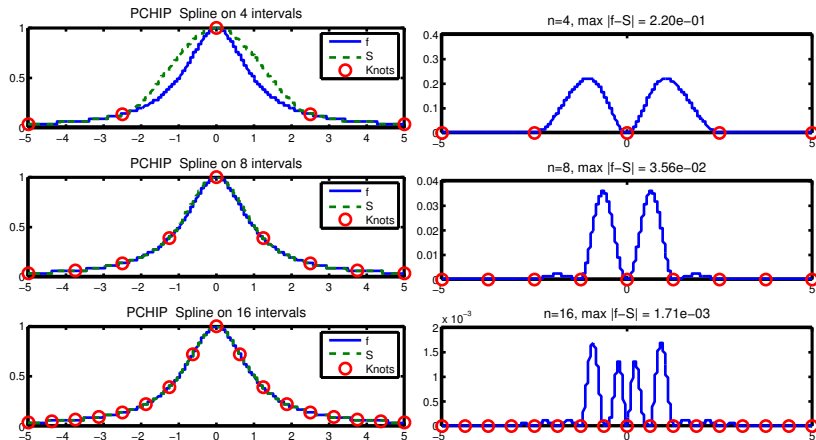 PCHIP Spline on 4 intervals
1
0.5
0
−5 −4 −3 −2 −1 0 1 2 3 4 5
f
S
Knots
n=4, max |f−S| = 2.20e−01
0.4
0.3
0.2
0.1
0
−5 0 5
PCHIP Spline on 8 intervals
1
0.5
0
−5 −4 −3 −2 −1 0 1 2 3 4 5
f
S
Knots
n=8, max |f−S| = 3.56e−02
0.04
0.03
0.02
0.01
0
−5 0 5
PCHIP Spline on 16 intervals
1
0.5
0
−5 −4 −3 −2 −1 0 1 2 3 4 5
f
S
Knots
x 10−3
n=16, max |f−S| = 1.71e−03
2
1.5
1
0.5
0
−5 0 5